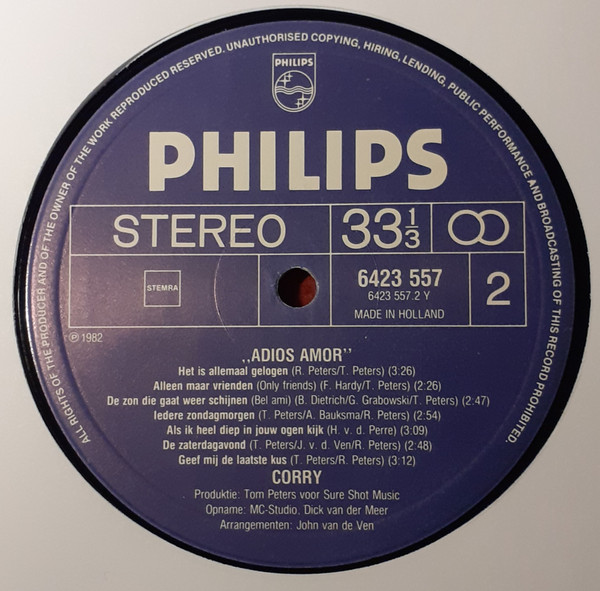 ALL RIGHTS OF THE PRODUCER AND OF THE OWNER OF THE WORK REPRODUCED RESERVED. UNAUTHORISED COPYING, HIRING, LENDING, PUBLIC PERFORMANCE AND BROADCASTING OF THIS RECORD PROHIBITED.
PHILIPS
PHILIPS
STEREO 33 1/3
STEMRA
6423 557
6423 557.2 Y
MADE IN HOLLAND
2
℗ 1982
,,ADIOS AMOR''
Het is allemaal gelogen (R. Peters/T. Peters) (3:26)
Alleen maar vrienden (Only friends) (F. Hardy/T. Peters) (2:26)
De zon die gaat weer schijnen (Bel ami) (B. Dietrich/G. Grabowski/T. Peters) (2:47)
Iedere zondagmorgen (T. Peters/A. Bauksma/R. Peters) (2:54)
Als ik heel diep in jouw ogen kijk (H. v. d. Perre) (3:09)
De zaterdagavond (T. Peters/J. v. d. Ven/R. Peters) (2:48)
Geef mij de laatste kus (T. Peters/R. Peters) (3:12)
CORRY
Produktie: Tom Peters voor Sure Shot Music
Opname: MC-Studio, Dick van der Meer
Arrangementen: John van de Ven